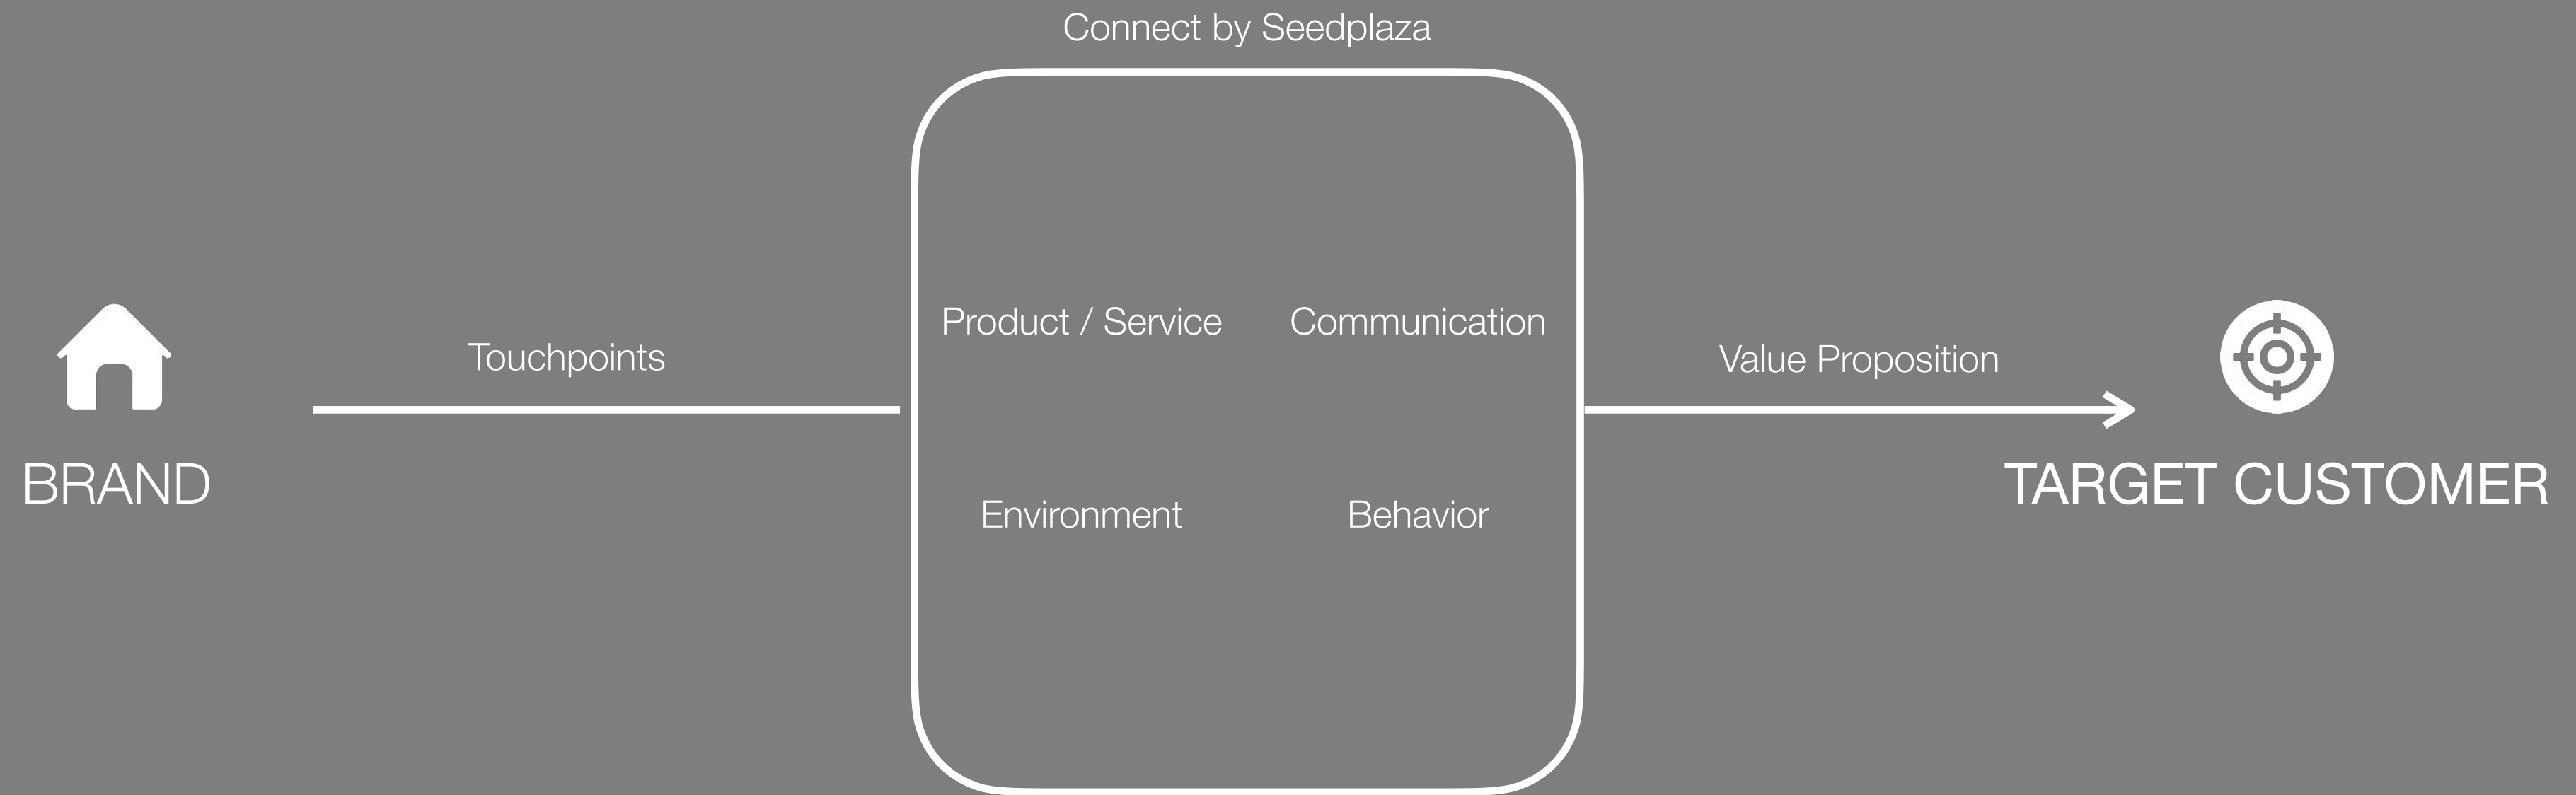 Connect by Seedplaza
Product / Service
Communication
Touchpoints
Value Proposition
BRAND
TARGET CUSTOMER
Environment
Behavior